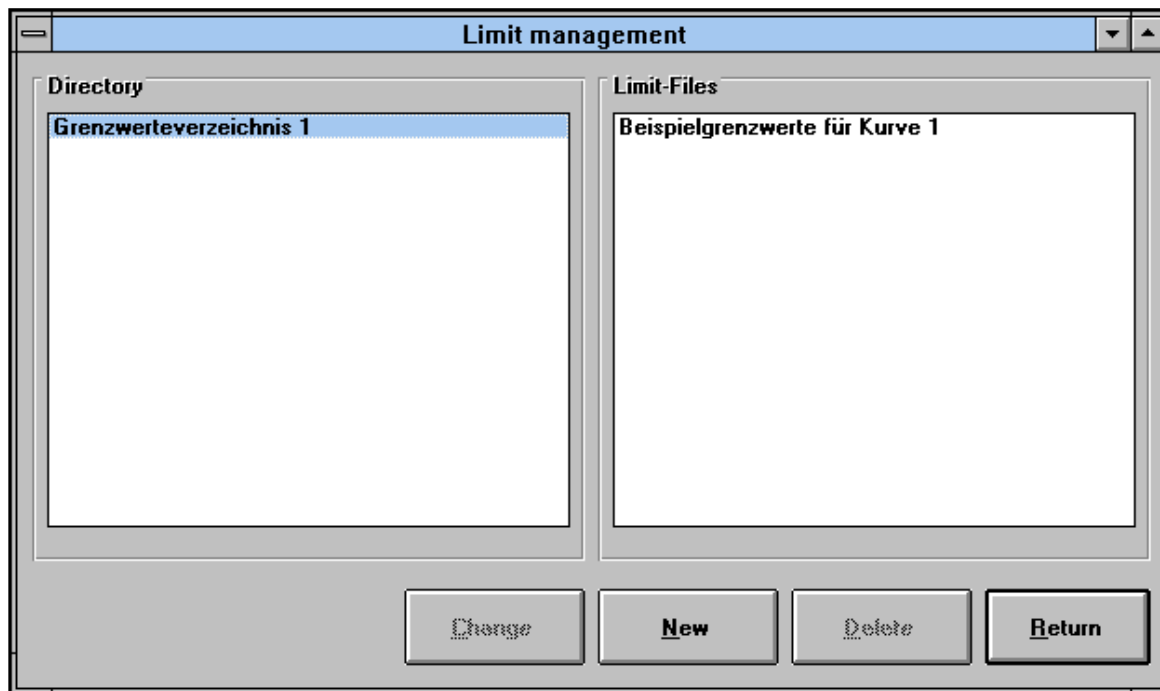 Limit management
Directory
Limit-Files
Grenzwerteverzeichnis 1
Beispielgrenzwerte für Kurve 1
Change
New
Delete
Return